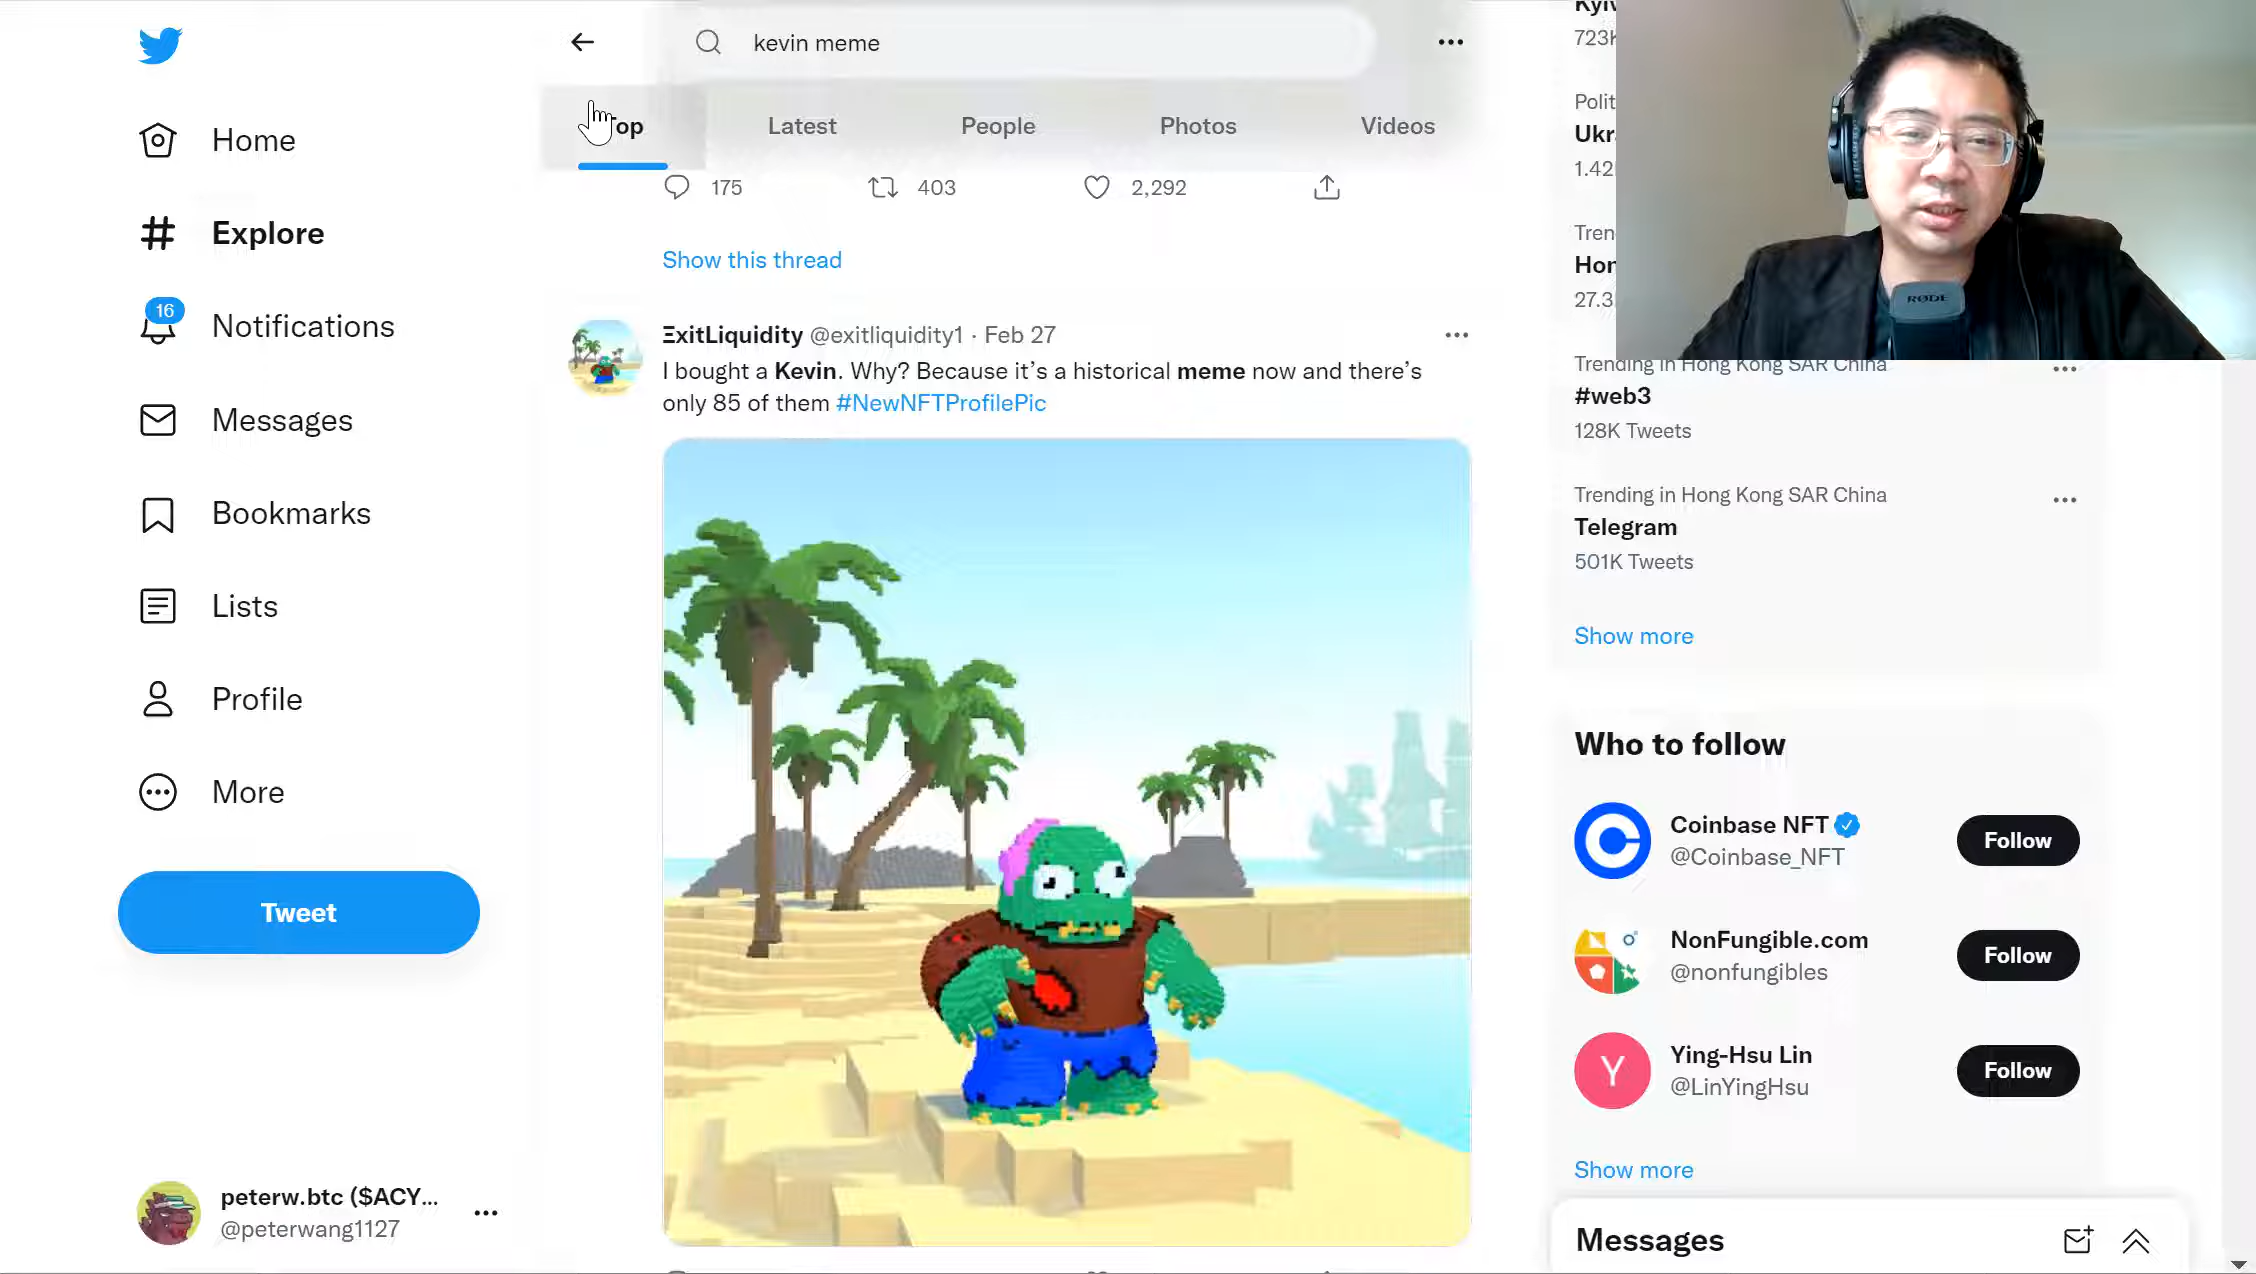 kevin meme
Top
Latest
People
Photos
Videos
Home
Explore
16
Notifications
Messages
Bookmarks
Lists
Profile
More
Tweet
peterw.btc ($ACY...
@peterwang1127
175
403
2,292
Show this thread
ΞxitLiquidity @exitliquidity1 · Feb 27
I bought a Kevin. Why? Because it's a historical meme now and there's
only 85 of them #NewNFTProfilePic
Kyiv
723K
Polit
Ukr
1.42
Tren
Hon
27.3
RØDE
Trending in Hong Kong SAR China
#web3
128K Tweets
Trending in Hong Kong SAR China
Telegram
501K Tweets
Show more
Who to follow
Coinbase NFT
@Coinbase_NFT
Follow
NonFungible.com
@nonfungibles
Follow
Y
Ying-Hsu Lin
@LinYingHsu
Follow
Show more
Messages